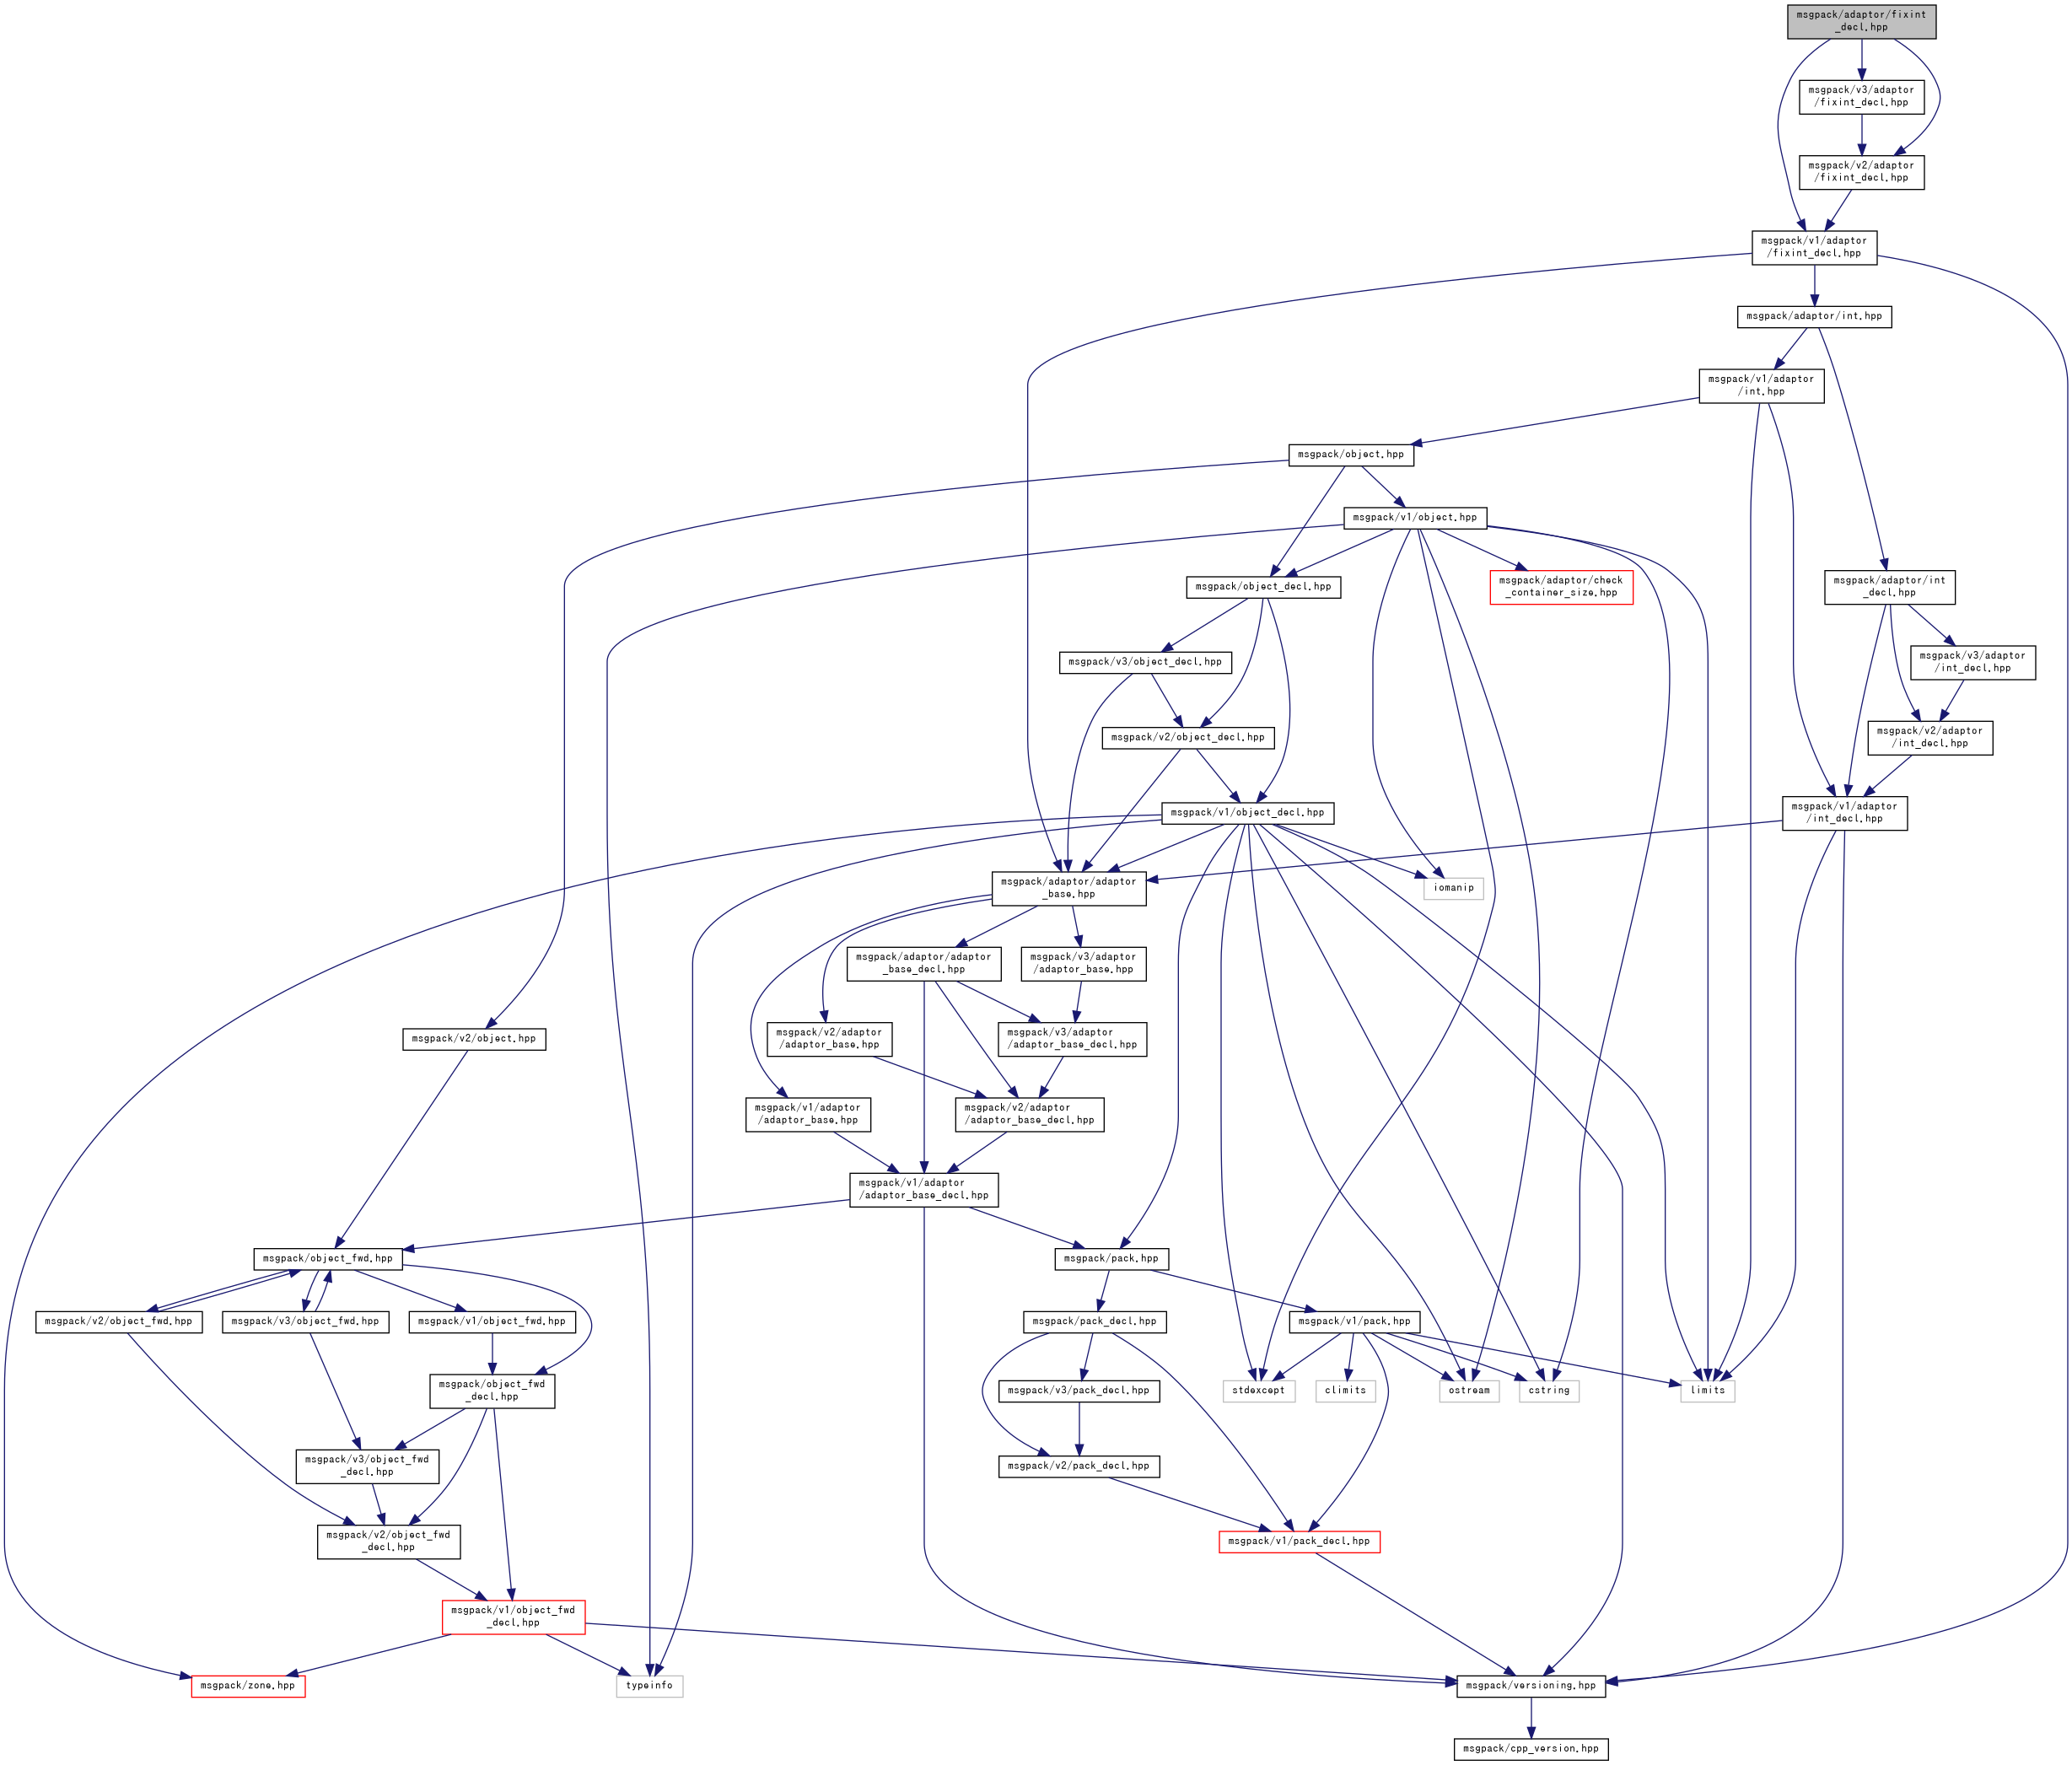 msgpack/adaptor/fixint
_decl.hpp
msgpack/v3/adaptor
/fixint_decl.hpp
msgpack/v2/adaptor
/fixint_decl.hpp
msgpack/v1/adaptor
/fixint_decl.hpp
msgpack/adaptor/int.hpp
msgpack/v1/adaptor
/int.hpp
msgpack/object.hpp
msgpack/v1/object.hpp
msgpack/object_decl.hpp
msgpack/adaptor/check
_container_size.hpp
msgpack/adaptor/int
_decl.hpp
msgpack/v3/object_decl.hpp
msgpack/v3/adaptor
/int_decl.hpp
msgpack/v2/object_decl.hpp
msgpack/v2/adaptor
/int_decl.hpp
msgpack/v1/object_decl.hpp
msgpack/v1/adaptor
/int_decl.hpp
msgpack/adaptor/adaptor
_base.hpp
iomanip
msgpack/adaptor/adaptor
_base_decl.hpp
msgpack/v3/adaptor
/adaptor_base.hpp
msgpack/v2/object.hpp
msgpack/v2/adaptor
/adaptor_base.hpp
msgpack/v3/adaptor
/adaptor_base_decl.hpp
msgpack/v1/adaptor
/adaptor_base.hpp
msgpack/v2/adaptor
/adaptor_base_decl.hpp
msgpack/v1/adaptor
/adaptor_base_decl.hpp
msgpack/object_fwd.hpp
msgpack/pack.hpp
msgpack/v2/object_fwd.hpp
msgpack/v3/object_fwd.hpp
msgpack/v1/object_fwd.hpp
msgpack/pack_decl.hpp
msgpack/v1/pack.hpp
msgpack/object_fwd
_decl.hpp
msgpack/v3/pack_decl.hpp
stdexcept
climits
ostream
cstring
limits
msgpack/v3/object_fwd
_decl.hpp
msgpack/v2/pack_decl.hpp
msgpack/v2/object_fwd
_decl.hpp
msgpack/v1/pack_decl.hpp
msgpack/v1/object_fwd
_decl.hpp
msgpack/zone.hpp
typeinfo
msgpack/versioning.hpp
msgpack/cpp_version.hpp